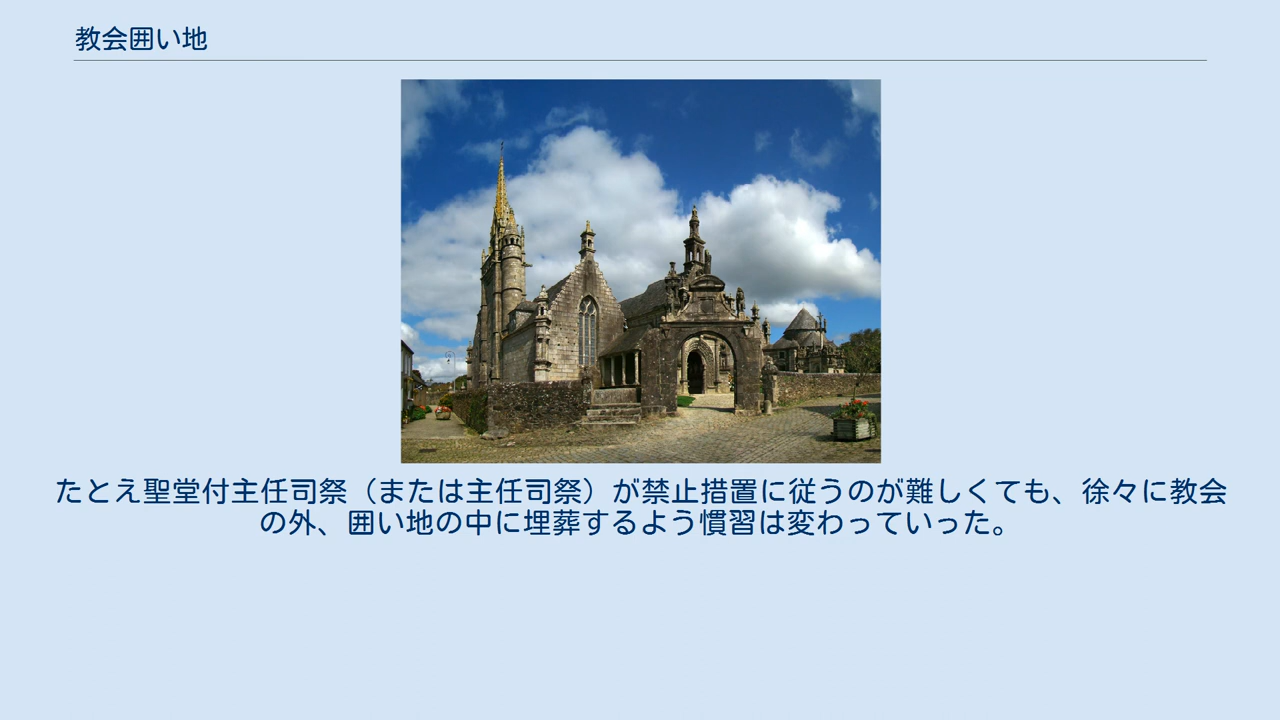 教会囲い地
たとえ聖堂付主任司祭（または主任司祭）が禁止措置に従うのが難しくても、徐々に教会
の外、囲い地の中に埋葬するよう慣習は変わっていった。